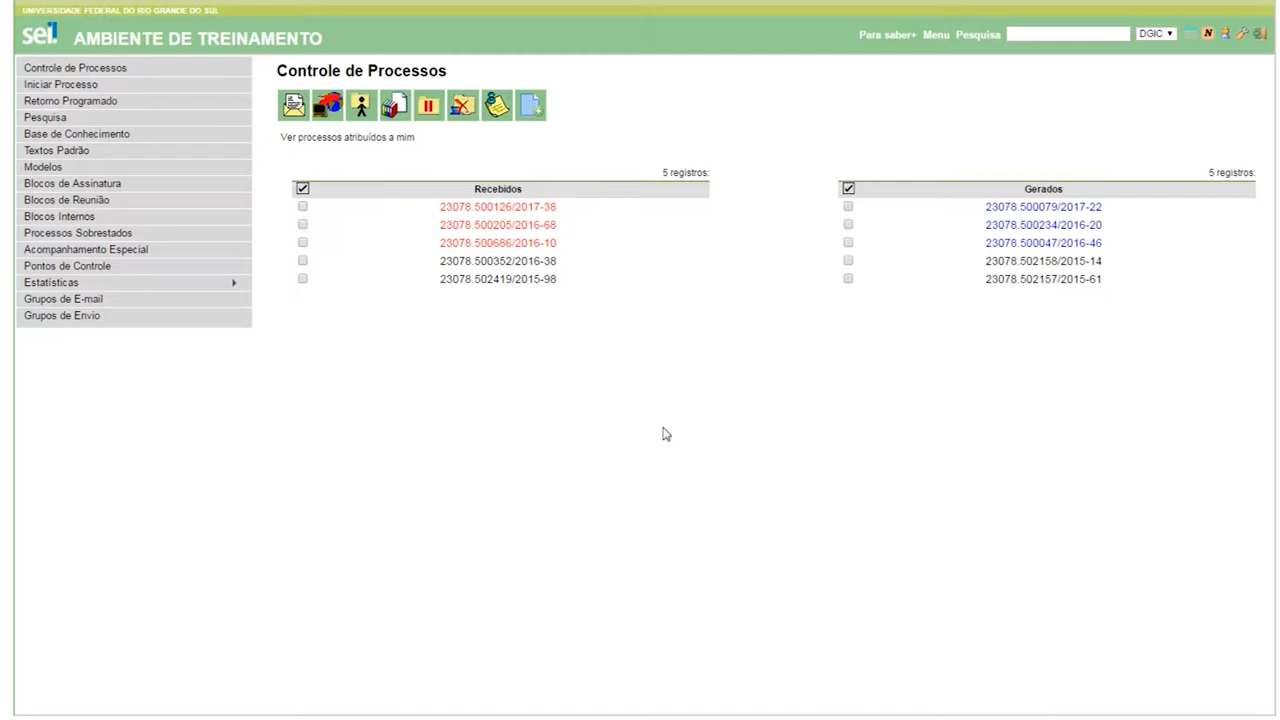 UNIVERSIDADE FEDERAL DO RIO GRANDE DO SUL
sei! AMBIENTE DE TREINAMENTO
Para saber+ Menu Pesquisa DGIC
Controle de Processos
Iniciar Processo
Retorno Programado
Pesquisa
Base de Conhecimento
Textos Padrão
Modelos
Blocos de Assinatura
Blocos de Reunião
Blocos Internos
Processos Sobrestados
Acompanhamento Especial
Pontos de Controle
Estatísticas
Grupos de E-mail
Grupos de Envio
Controle de Processos
Ver processos atribuídos a mim
5 registros:
Recebidos
23078.500126/2017-38
23078.500205/2016-68
23078.500686/2016-10
23078.500352/2016-38
23078.502419/2015-98
5 registros:
Gerados
23078.500079/2017-22
23078.500234/2016-20
23078.500047/2016-46
23078.502158/2015-14
23078.502157/2015-61